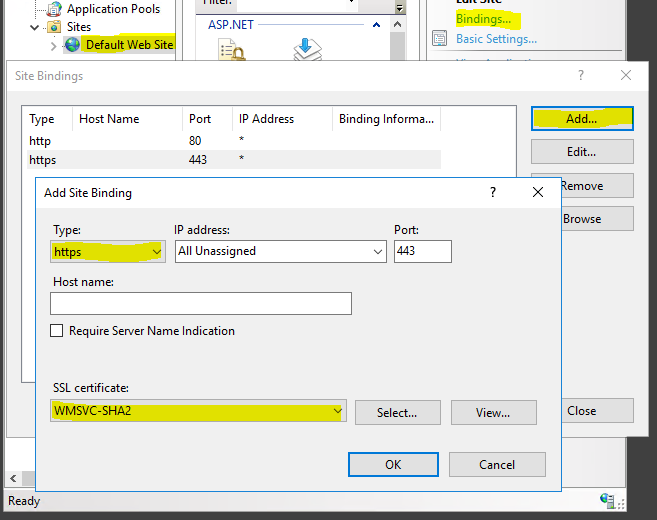 Application Pools
Sites
Default Web Site
Filter:
ASP.NET
Edit Site
Bindings...
Basic Settings...
Site Bindings
?
Type Host Name Port IP Address Binding Informa...
http 80 *
https 443 *
Add...
Edit...
Remove
Browse
Close
Add Site Binding
?
Type: IP address: Port:
https All Unassigned 443
Host name:
Require Server Name Indication
SSL certificate:
WMSVC-SHA2 Select... View...
OK Cancel
Ready